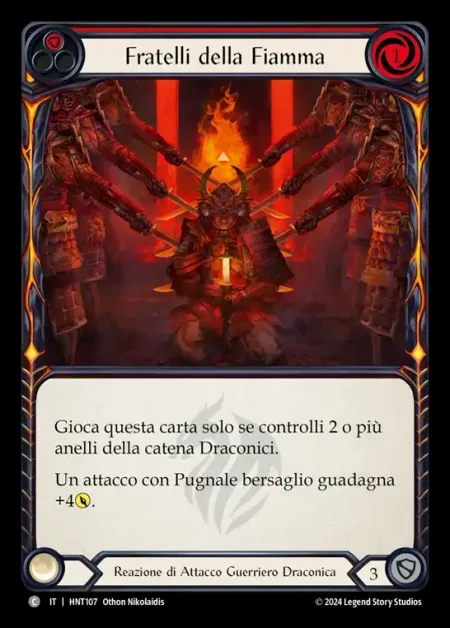 Fratelli della Fiamma
1
Gioca questa carta solo se controlli 2 o più
anelli della catena Draconici.
Un attacco con Pugnale bersaglio guadagna
+4.
Reazione di Attacco Guerriero Draconica
3
C IT | HNT107 Othon Nikolaidis
© 2024 Legend Story Studios